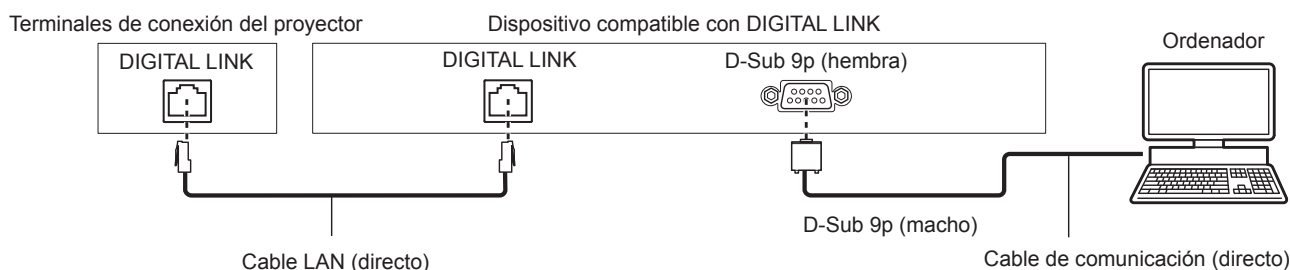 Terminales de conexión del proyector
Dispositivo compatible con DIGITAL LINK
Ordenador
DIGITAL LINK
DIGITAL LINK
D-Sub 9p (hembra)
D-Sub 9p (macho)
Cable LAN (directo)
Cable de comunicación (directo)